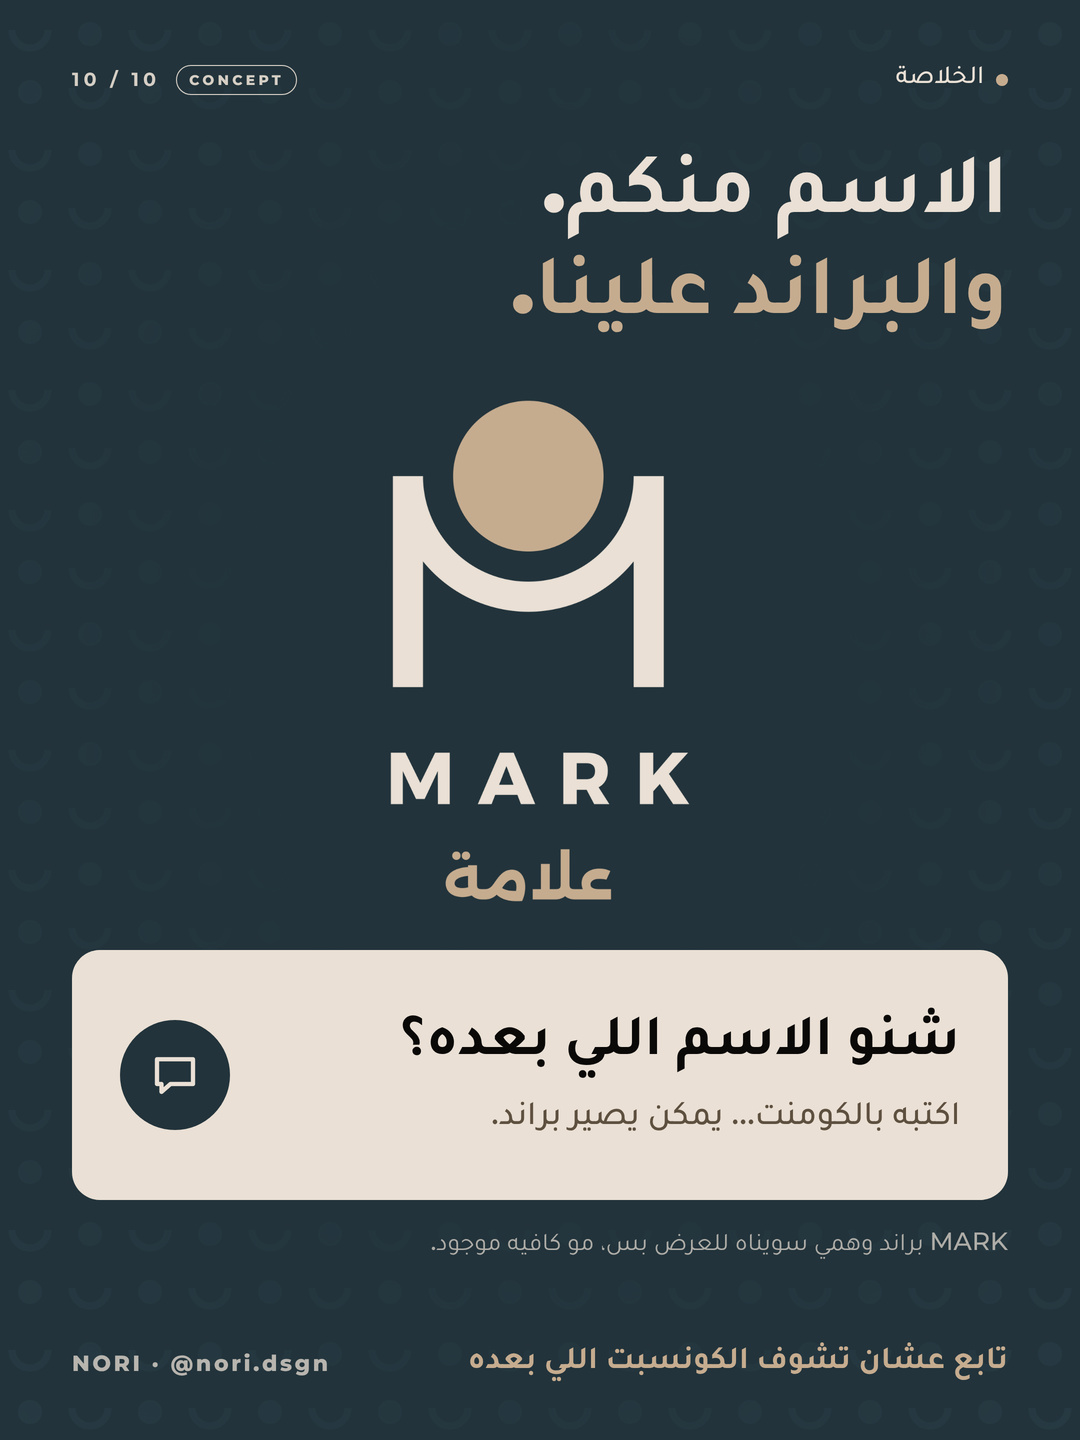 الخلاصة
10 / 10 CONCEPT
الاسم منكم.
والبراند علينا.
MARK
علامة
شنو الاسم اللي بعده؟
اكتبه بالكومنت... يمكن يصير براند.
MARK براند وهمي سويناه للعرض بس، مو كافيه موجود.
تابع عشان تشوف الكونسبت اللي بعده
NORI · @nori.dsgn